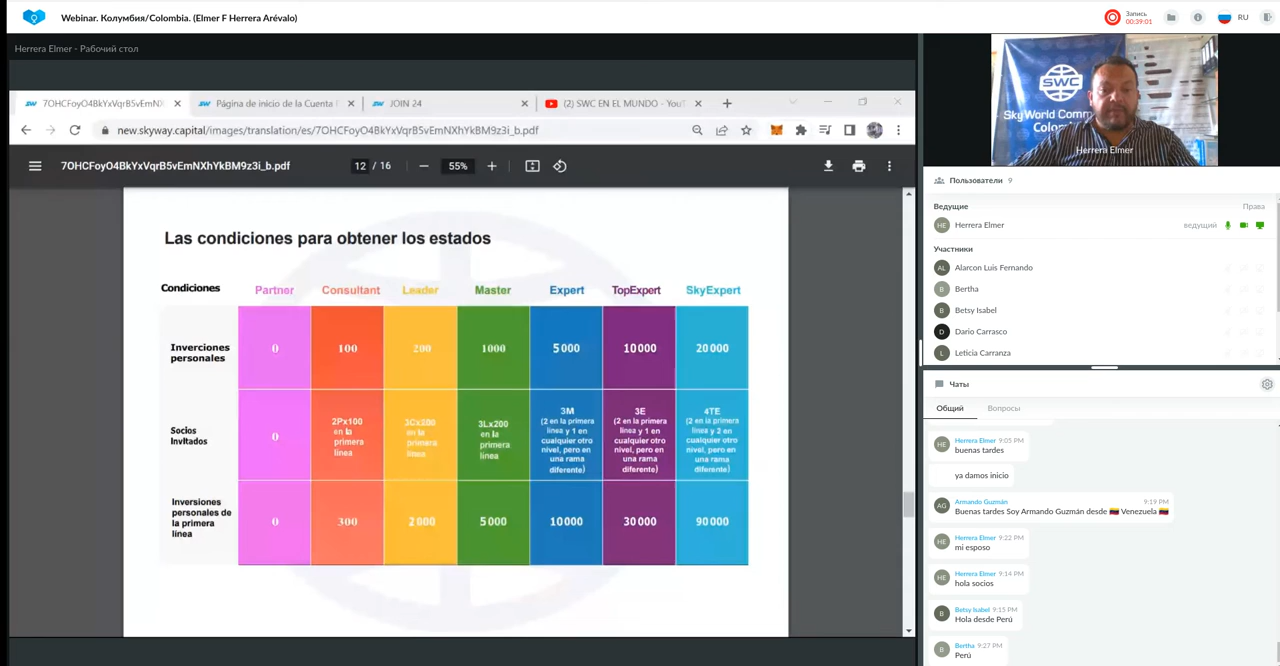 Webinar. Колумбия/Colombia. (Elmer F Herrera Arévalo)
Запись
00:39:01
RU
Herrera Elmer - Рабочий стол
7OHCFoyO4BkYxVqrB5vEmNX
Página de inicio de la Cuenta
JOIN 24
(2) SWC EN EL MUNDO - YouT
new.skyway.capital/images/translation/es/7OHCFoyO4BkYxVqrB5vEmNXhYkBM9z3i_b.pdf
7OHCFoyO4BkYxVqrB5vEmNXhYkBM9z3i_b.pdf
12 / 16
55%
Las condiciones para obtener los estados
Condiciones Partner Consultant Leader Master Expert TopExpert SkyExpert
Inverciones
personales
0 100 200 1000 5000 10000 20000
Socios
Invitados
0
2Px100
en la
primera
línea
3Cx200
en la
primera
línea
3Lx200
en la
primera
línea
3M
(2 en la primera
línea y 1 en
cualquier otro
nivel, pero en
una rama
diferente)
3E
(2 en la primera
línea y 1 en
cualquier otro
nivel, pero en
una rama
diferente)
4TE
(2 en la primera
línea y 2 en
cualquier otro
nivel, pero en
una rama
diferente)
Inversiones
personales de
la primera
línea
0 300 2000 5000 10000 30000 90000
SW
SkyWorld Comm
Colom
Herrera Elmer
Пользователи 9
Ведущие Права
HE Herrera Elmer ведущий
Участники
AL Alarcon Luis Fernando
B Bertha
B Betsy Isabel
D Dario Carrasco
L Leticia Carranza
Чаты
Общий Вопросы
HE Herrera Elmer 9:05 PM
buenas tardes
ya damos inicio
AG Armando Guzmán 9:19 PM
Buenas tardes Soy Armando Guzmán desde 🇻🇪 Venezuela 🇻🇪
HE Herrera Elmer 9:22 PM
mi esposo
HE Herrera Elmer 9:14 PM
hola socios
B Betsy Isabel 9:15 PM
Hola desde Perú
B Bertha 9:27 PM
Perú